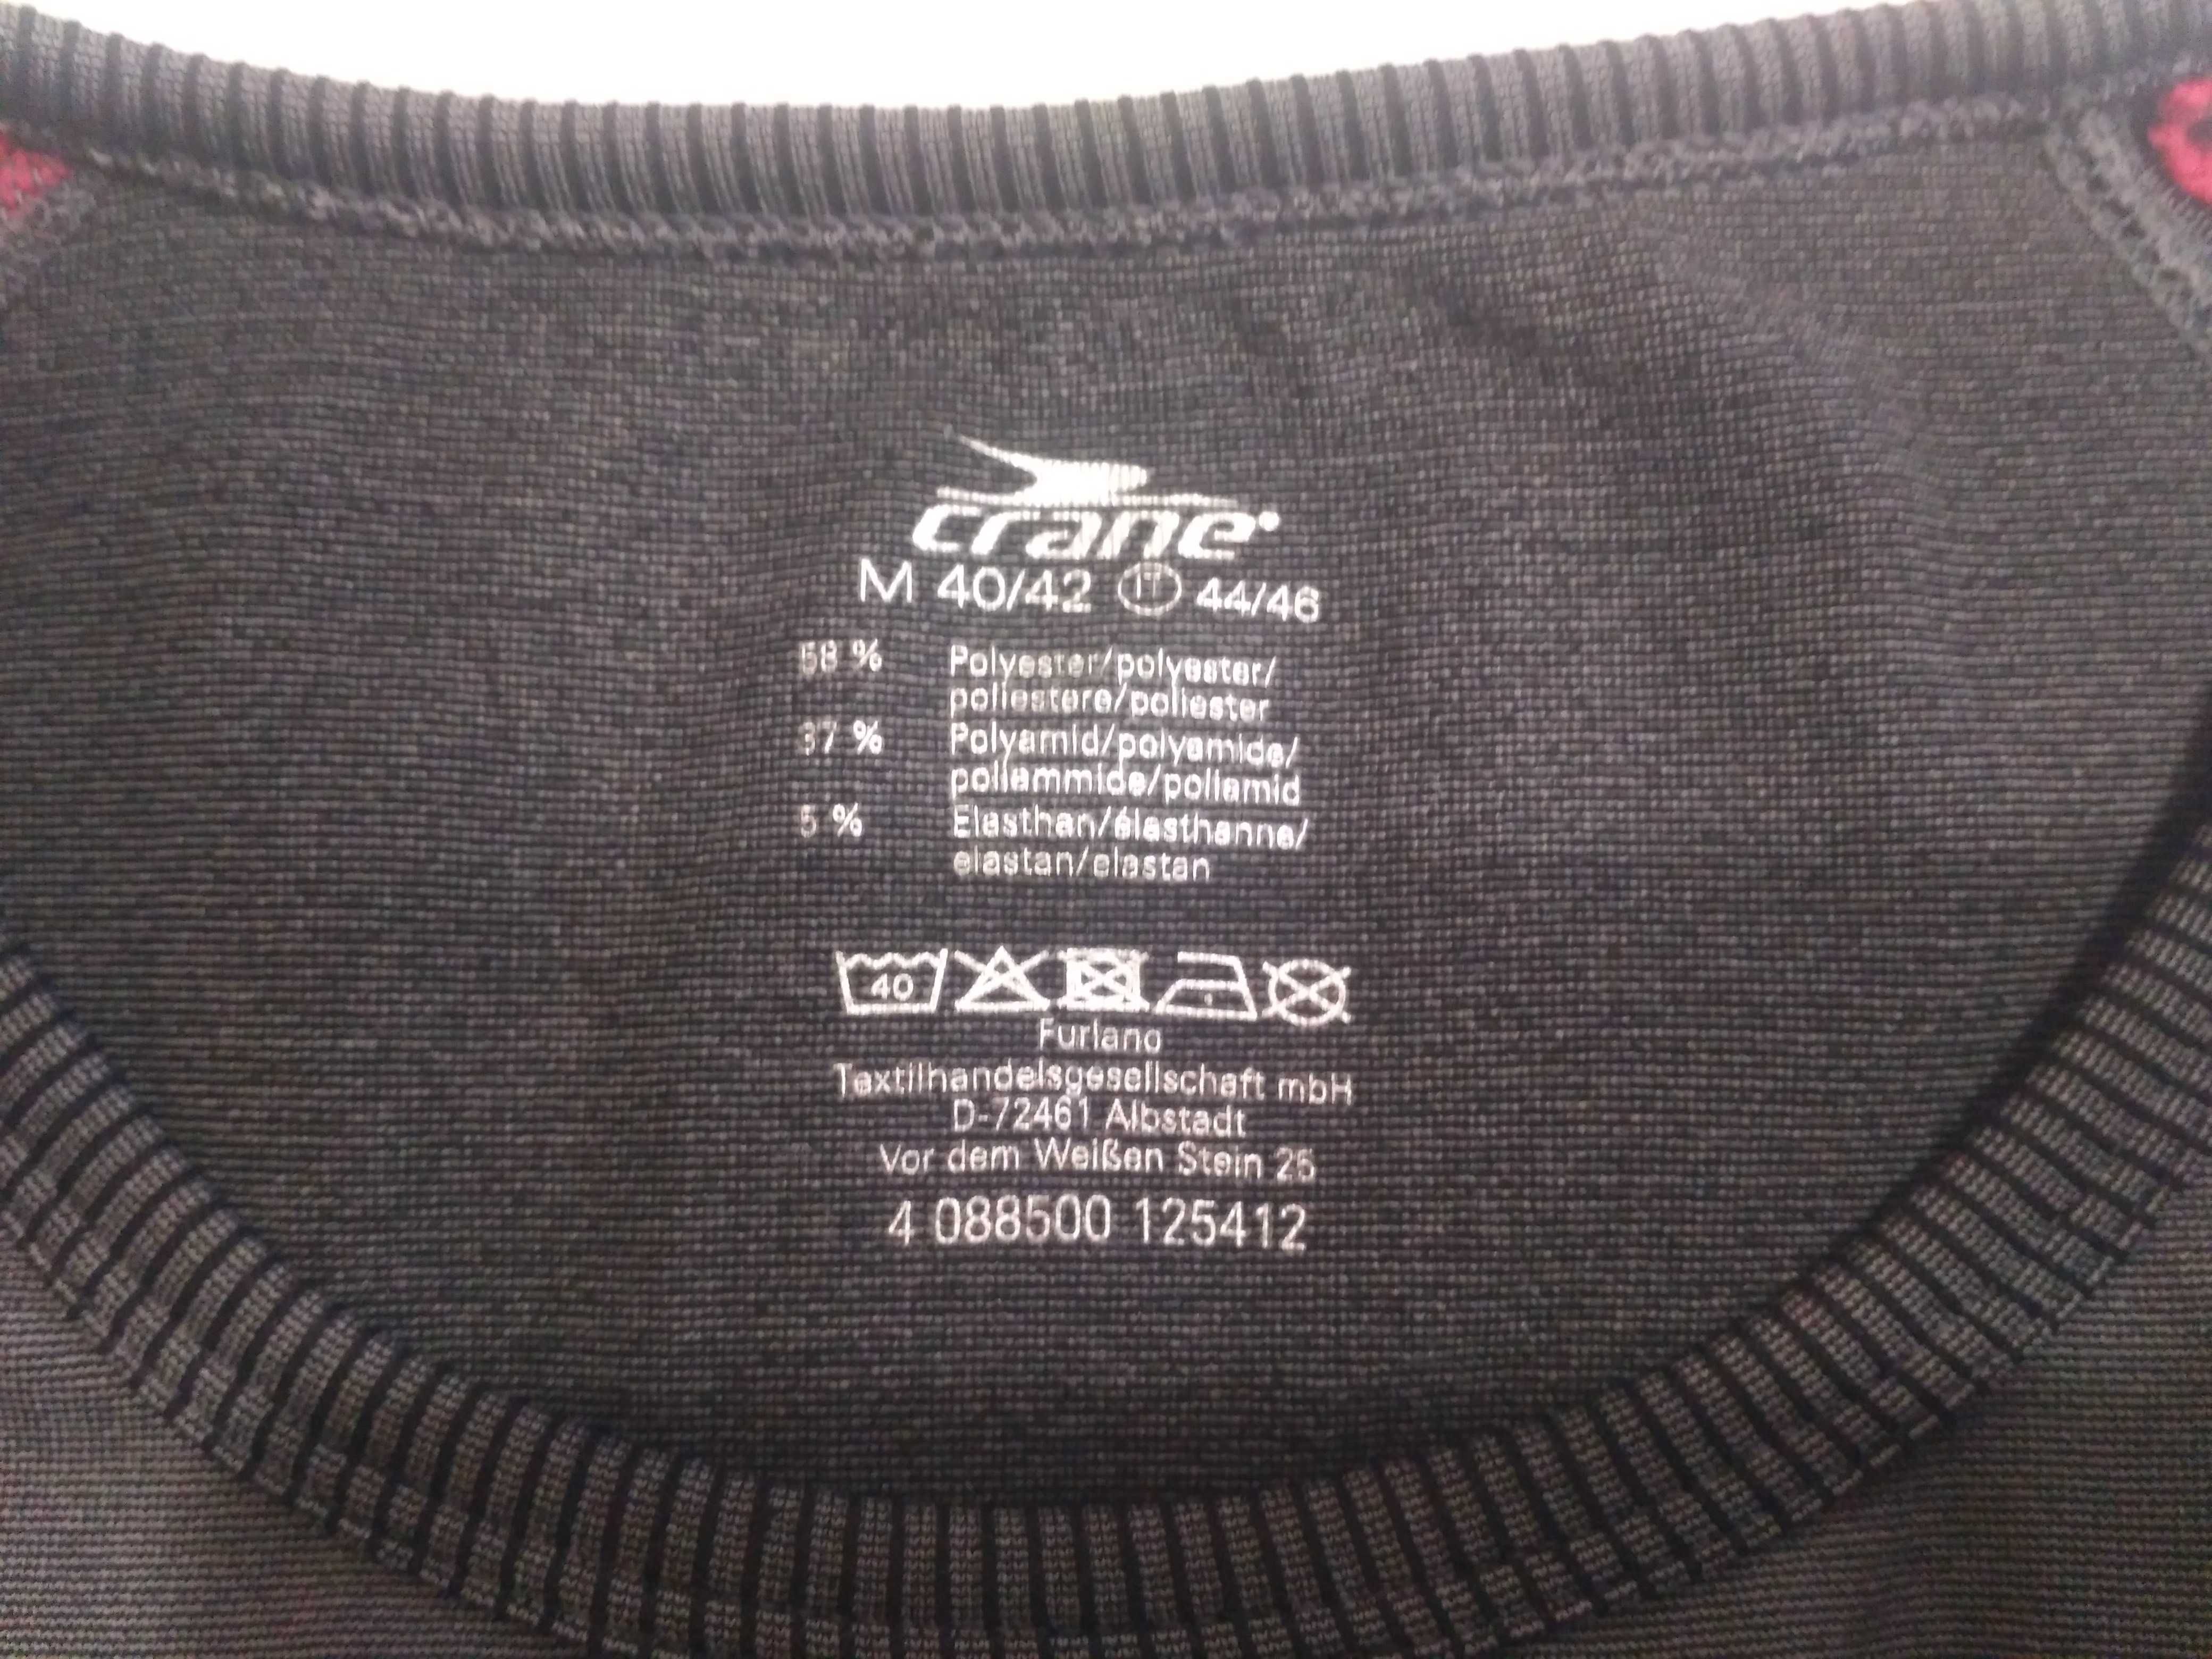 crane
M 40/42 IT 44/46
58 % Polyester/polyester/
poliestere/poliester
37 % Polyamid/polyamide/
poliammide/poliamid
5 % Elasthan/élasthanne/
elastan/elastan
40
Furlano
Textilhandelsgesellschaft mbH
D-72461 Albstadt
Vor dem Weißen Stein 25
4 088500 125412